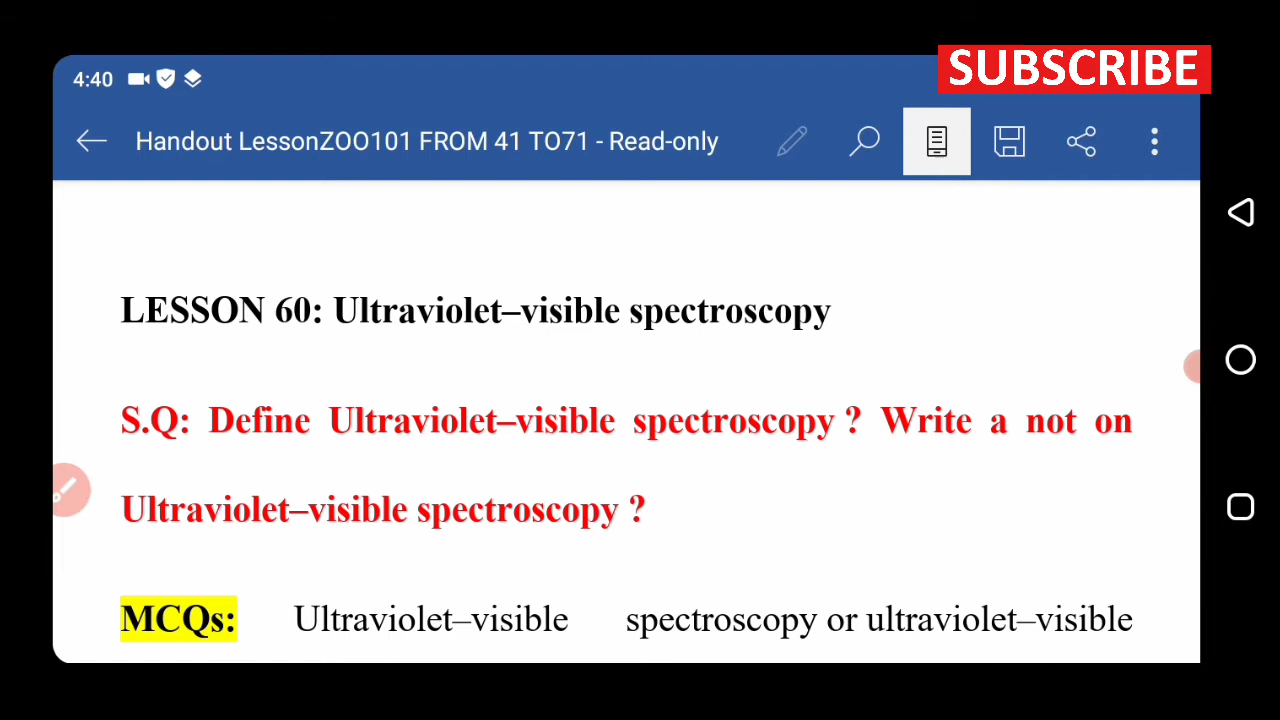 SUBSCRIBE
4:40
Handout LessonZOO101 FROM 41 TO71 - Read-only
LESSON 60: Ultraviolet–visible spectroscopy
S.Q: Define Ultraviolet–visible spectroscopy ? Write a not on
Ultraviolet–visible spectroscopy ?
MCQs: Ultraviolet–visible spectroscopy or ultraviolet–visible